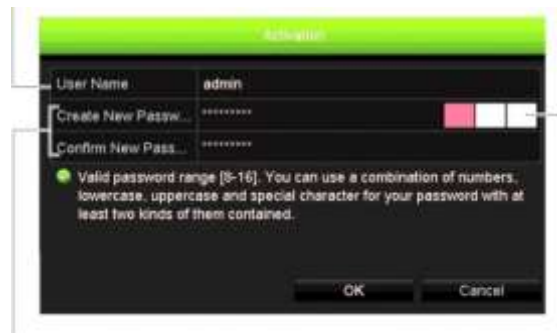 Activation
User Name admin
Create New Passw... *********
Confirm New Pass... *********
Valid password range [8-16]. You can use a combination of numbers,
lowercase, uppercase and special character for your password with at
least two kinds of them contained.
OK Cancel